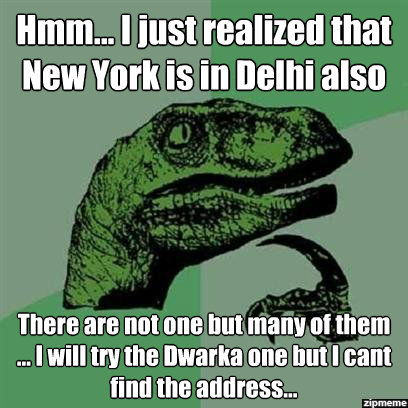 Hmm... I just realized that
New York is in Delhi also
There are not one but many of them
... I will try the Dwarka one but I cant
find the address...
zipmeme